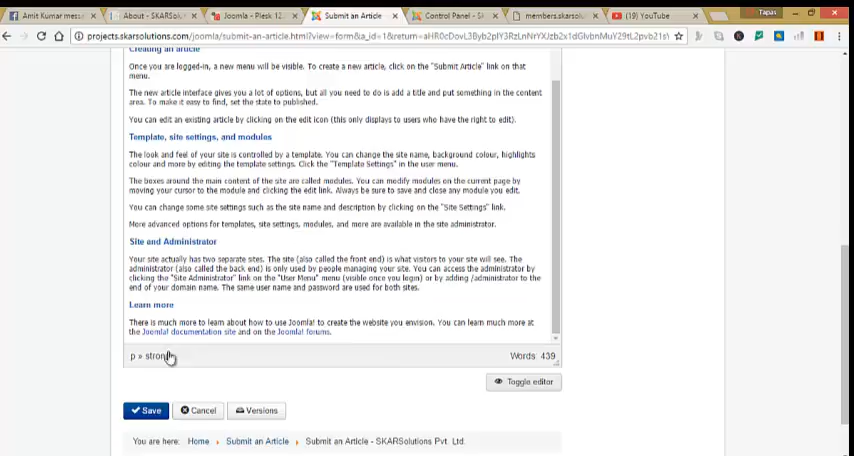 Tapas
Amit Kumar mess
About - SKARSolu
Joomla - Plesk 12.
Submit an Article
Control Panel - SK
members.skarsol
(19) YouTube
projects.skarsolutions.com/joomla/submit-an-article.html?view=form&a_id=1&return=
Creating an article
Once you are logged-in, a new menu will be visible. To create a new article, click on the "Submit Article" link on that
menu.
The new article interface gives you a lot of options, but all you need to do is add a title and put something in the content
area. To make it easy to find, set the state to published.
You can edit an existing article by clicking on the edit icon (this only displays to users who have the right to edit).
Template, site settings, and modules
The look and feel of your site is controlled by a template. You can change the site name, background colour, highlights
colour and more by editing the template settings. Click the "Template Settings" in the user menu.
The boxes around the main content of the site are called modules. You can modify modules on the current page by
moving your cursor to the module and clicking the edit link. Always be sure to save and close any module you edit.
You can change some site settings such as the site name and description by clicking on the "Site Settings" link.
More advanced options for templates, site settings, modules, and more are available in the site administrator.
Site and Administrator
Your site actually has two separate sites. The site (also called the front end) is what visitors to your site will see. The
administrator (also called the back end) is only used by people managing your site. You can access the administrator by
clicking the "Site Administrator" link on the "User Menu" menu (visible once you login) or by adding /administrator to the
end of your domain name. The same user name and password are used for both sites.
Learn more
There is much more to learn about how to use Joomla! to create the website you envision. You can learn much more at
the Joomla! documentation site and on the Joomla! forums.
p » strong
Words: 439
Toggle editor
Save
Cancel
Versions
You are here: Home Submit an Article Submit an Article - SKARSolutions Pvt. Ltd.